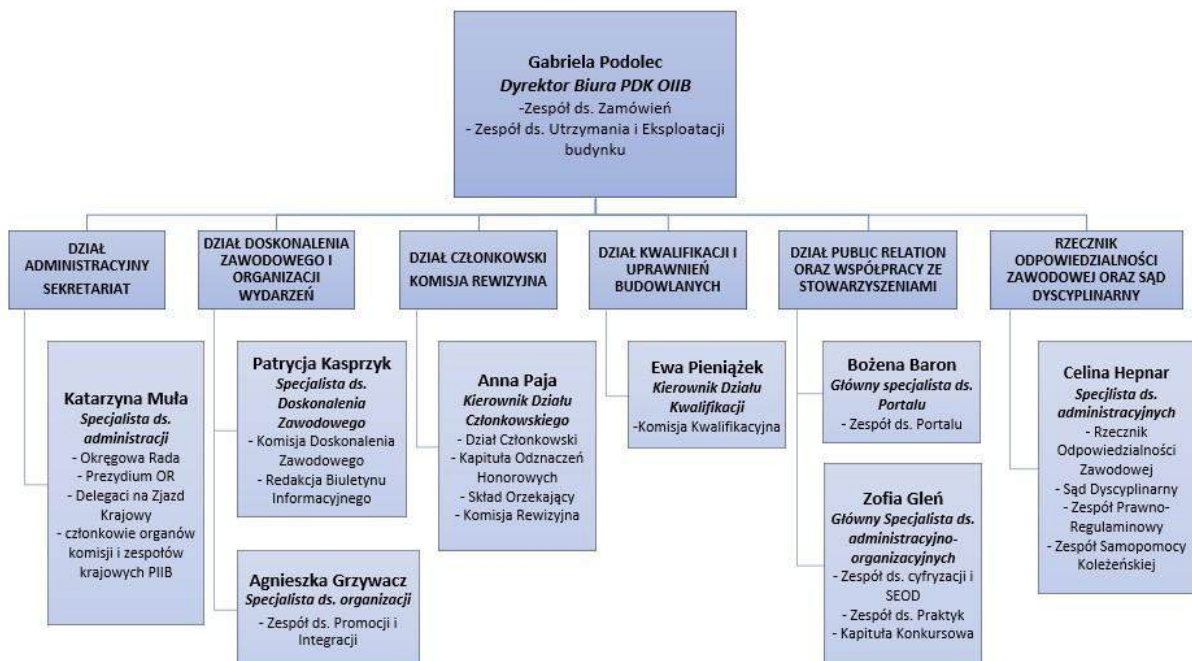 Gabriela Podolec
Dyrektor Biura PDK OIIB
-Zespół ds. Zamówień
- Zespół ds. Utrzymania i Eksploatacji
budynku
DZIAŁ
ADMINISTRACYJNY
SEKRETARIAT
Katarzyna Muła
Specjalista ds.
administracji
- Okręgowa Rada
- Prezydium OR
- Delegaci na Zjazd
Krajowy
- członkowie organów
komisji i zespołów
krajowych PIIB
DZIAŁ DOSKONALENIA
ZAWODOWEGO I
ORGANIZACJI
WYDARZEŃ
Patrycja Kasprzyk
Specjalista ds.
Doskonalenia
Zawodowego
- Komisja Doskonalenia
Zawodowego
- Redakcja Biuletynu
Informacyjnego
Agnieszka Grzywacz
Specjalista ds. organizacji
- Zespół ds. Promocji i
Integracji
DZIAŁ CZŁONKOWSKI
KOMISJA REWIZYJNA
Anna Paja
Kierownik Działu
Członkowskiego
- Dział Członkowski
- Kapituła Odznaczeń
Honorowych
- Skład Orzekający
- Komisja Rewizyjna
DZIAŁ KWALIFIKACJI I
UPRAWNIEŃ
BUDOWLANYCH
Ewa Pieniążek
Kierownik Działu
Kwalifikacji
- Komisja Kwalifikacyjna
DZIAŁ PUBLIC RELATION
ORAZ WSPÓŁPRACY ZE
STOWARZYSZENIAMI
Bożena Baron
Główny specjalista ds.
Portalu
- Zespół ds. Portalu
Zofia Gleń
Główny Specjalista ds.
administracyjno-
organizacyjnych
- Zespół ds. cyfryzacji i
SEOD
- Zespół ds. Praktyk
- Kapituła Konkursowa
RZECZNIK
ODPOWIEDZIALNOŚCI
ZAWODOWEJ ORAZ SĄD
DYSCYPLINARNY
Celina Hepnar
Specjlista ds.
administracyjnych
- Rzecznik
Odpowiedzialności
Zawodowej
- Sąd Dyscyplinarny
- Zespół Prawno-
Regulaminowy
- Zespół Samopomocy
Koleżeńskiej